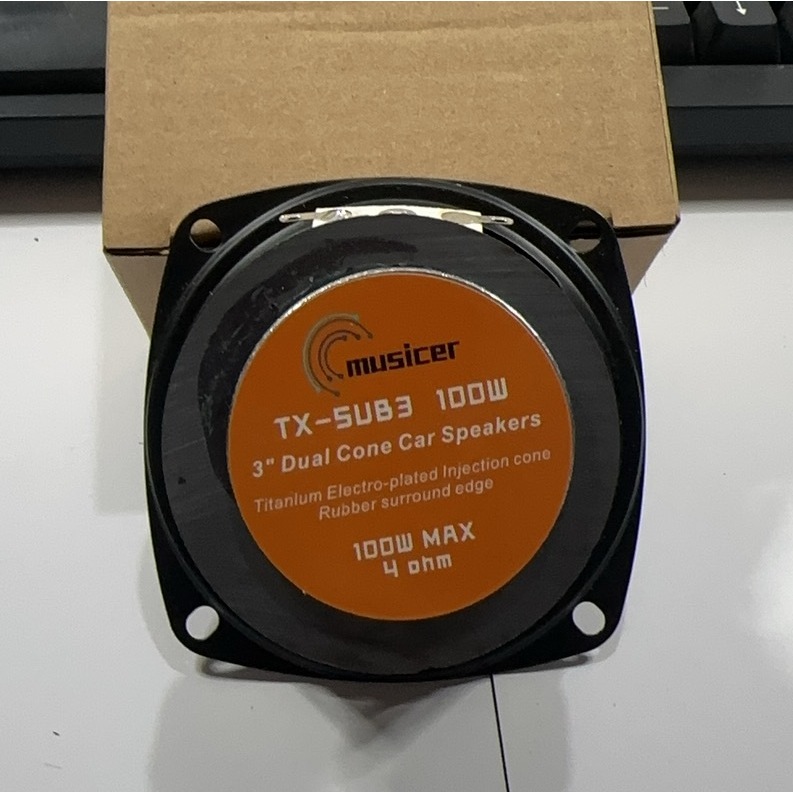 musicer
TX-SUB3 100W
3" Dual Cone Car Speakers
Titanium Electro-plated Injection cone
Rubber surround edge
100W MAX
4 ohm